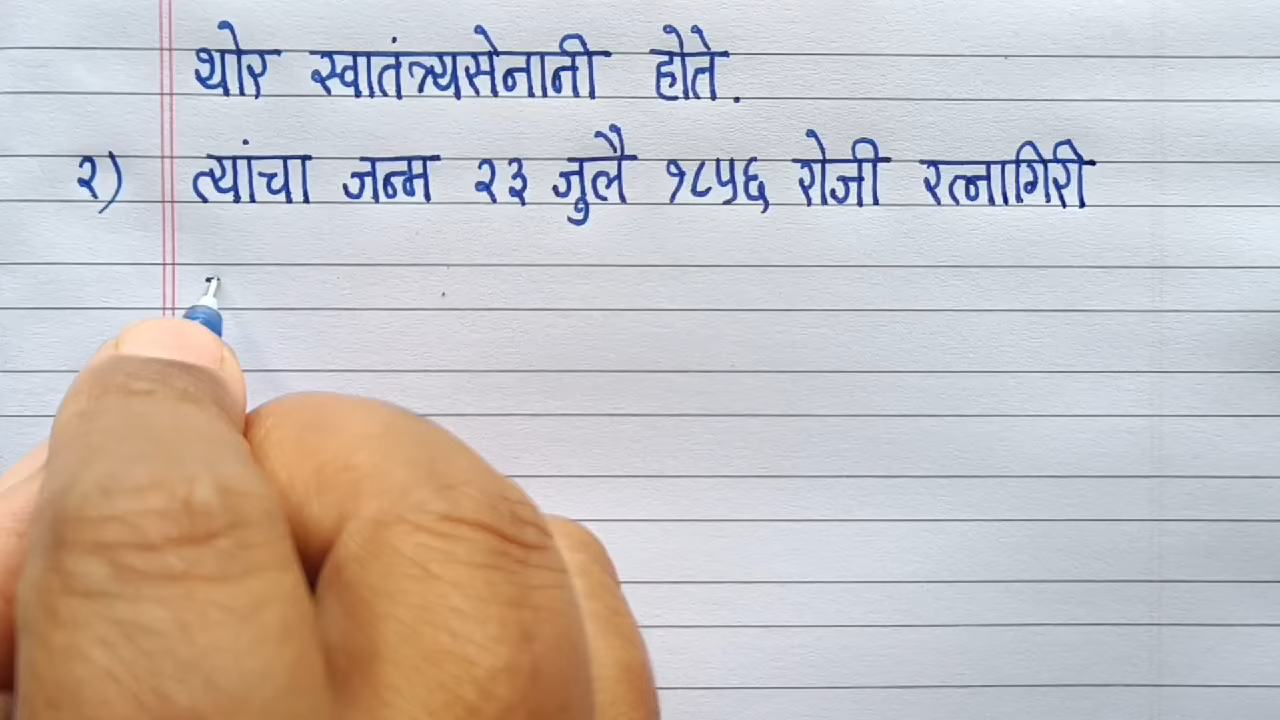 थोर स्वातंत्र्यसेनानी होते.
२) त्यांचा जन्म २३ जुलै १८५६ रोजी रत्नागिरी